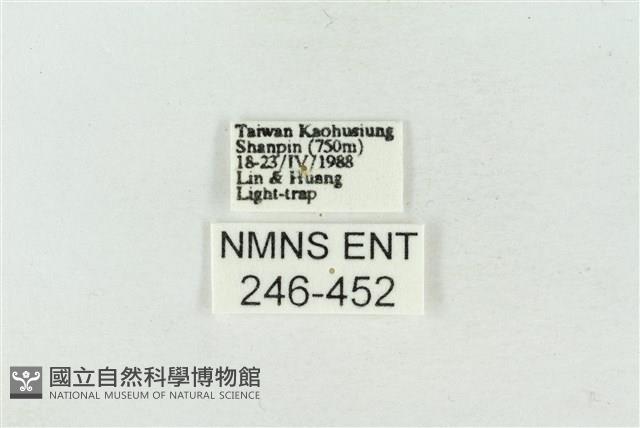 Taiwan Kaohusiung
Shanpin (750m)
18-23/IV/1988
Lin & Huang
Light-trap
NMNS ENT
246-452
國立自然科學博物館
NATIONAL MUSEUM OF NATURAL SCIENCE